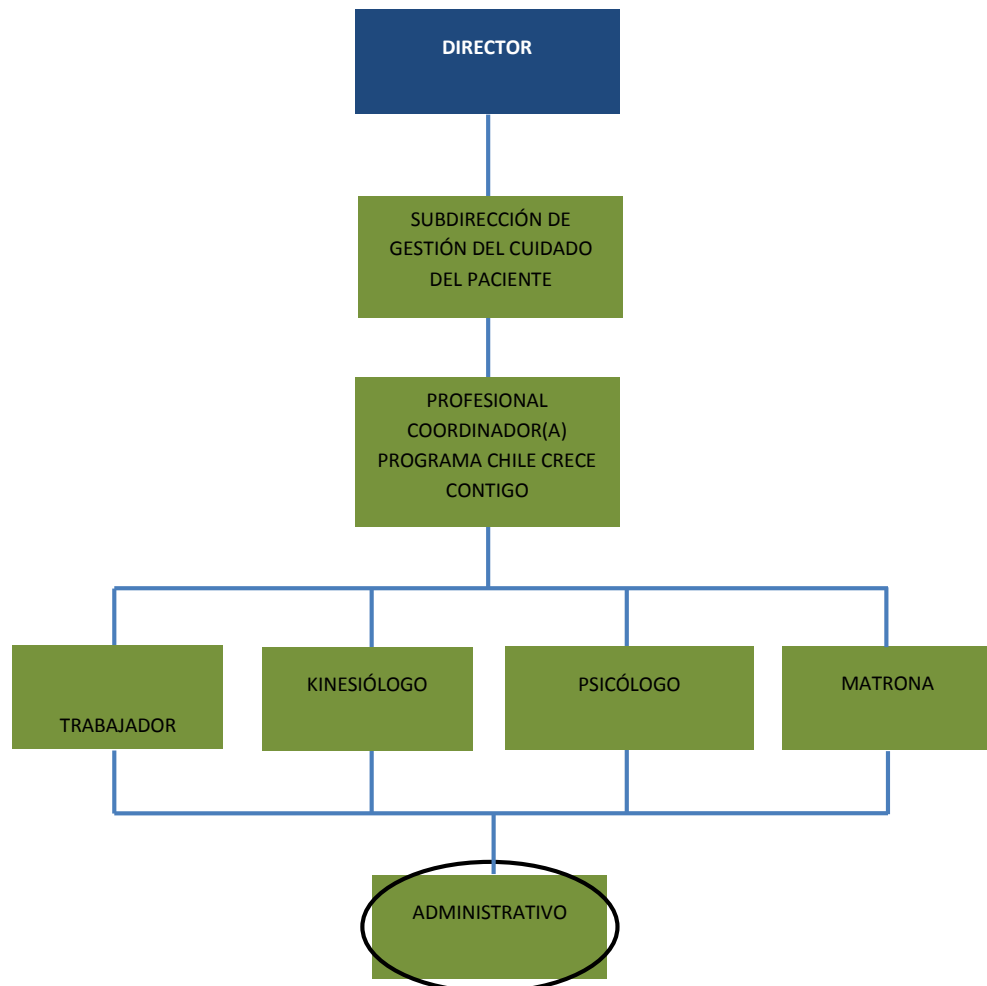 DIRECTOR
SUBDIRECCIÓN DE
GESTIÓN DEL CUIDADO
DEL PACIENTE
PROFESIONAL
COORDINADOR(A)
PROGRAMA CHILE CRECE
CONTIGO
TRABAJADOR
KINESIÓLOGO
PSICÓLOGO
MATRONA
ADMINISTRATIVO